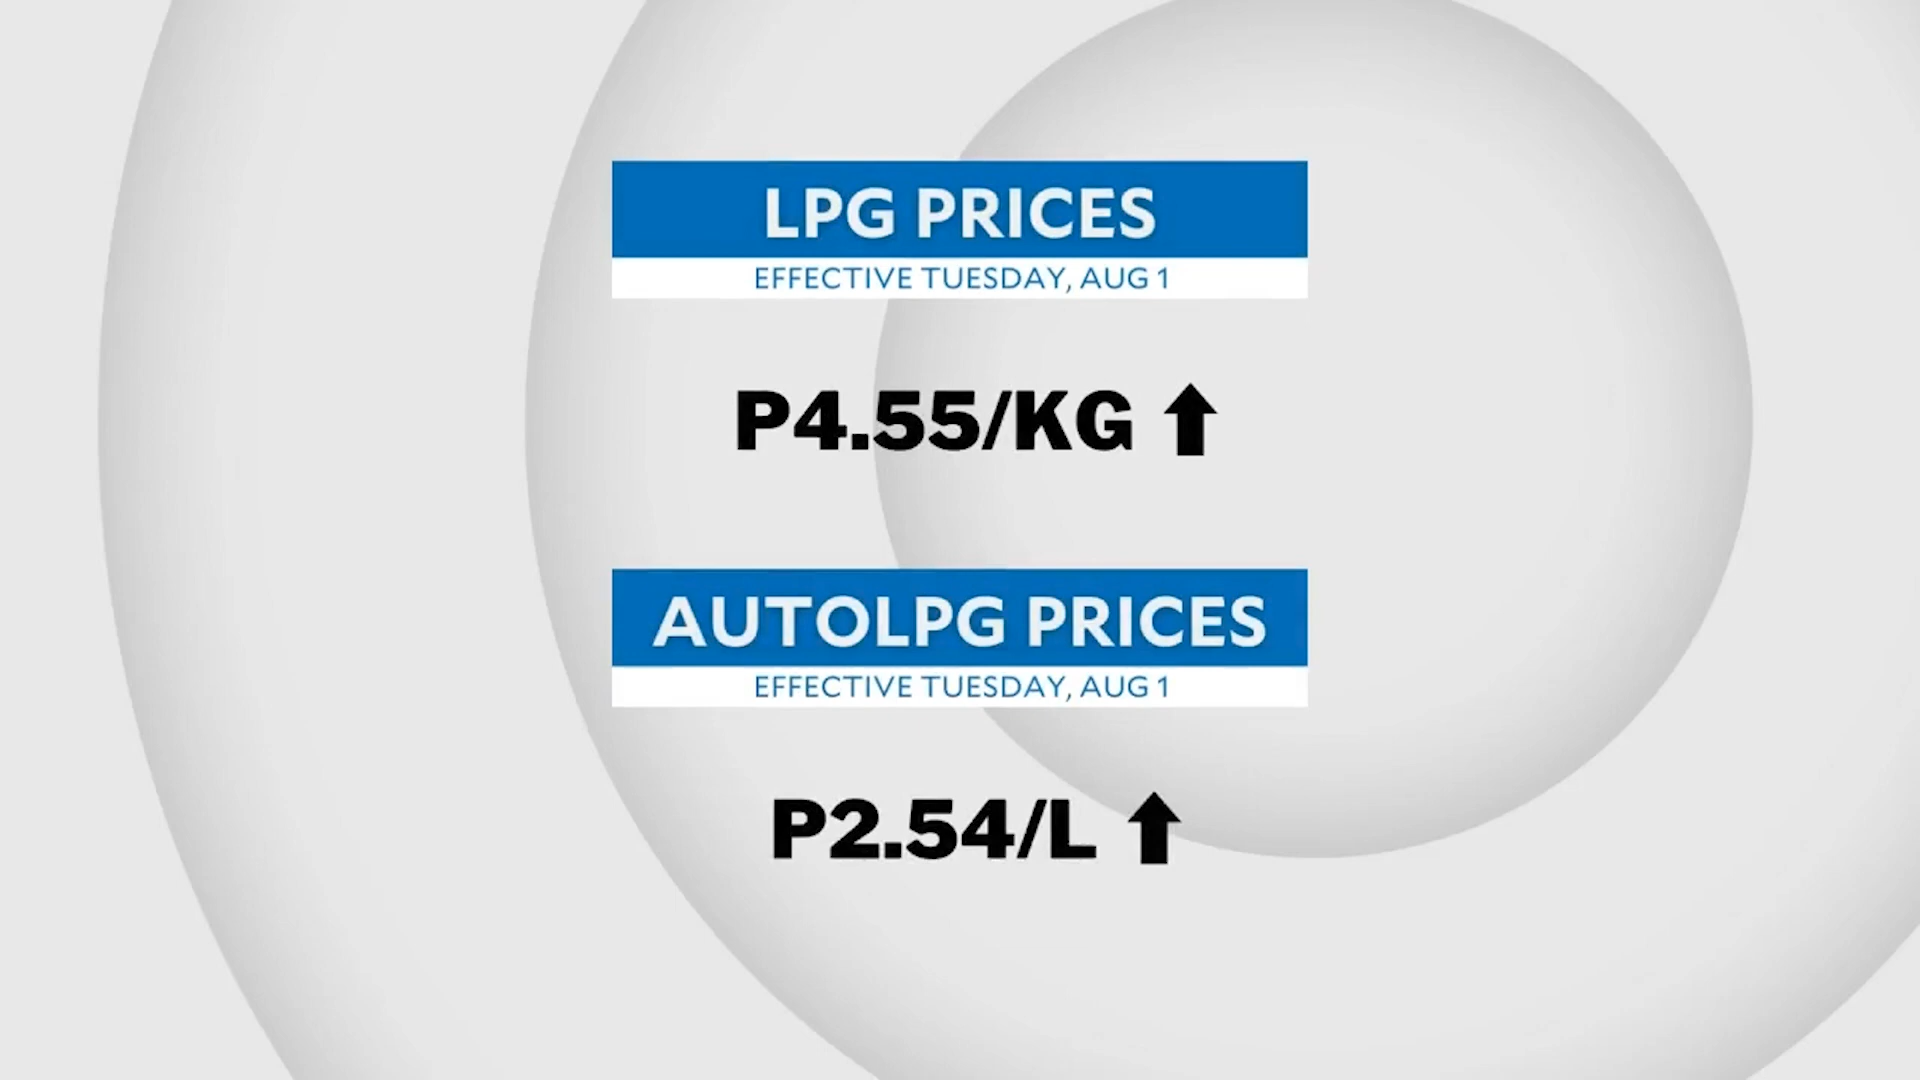 LPG PRICES
EFFECTIVE TUESDAY, AUG 1
P4.55/KG ⬆
AUTOLPG PRICES
EFFECTIVE TUESDAY, AUG 1
P2.54/L ⬆